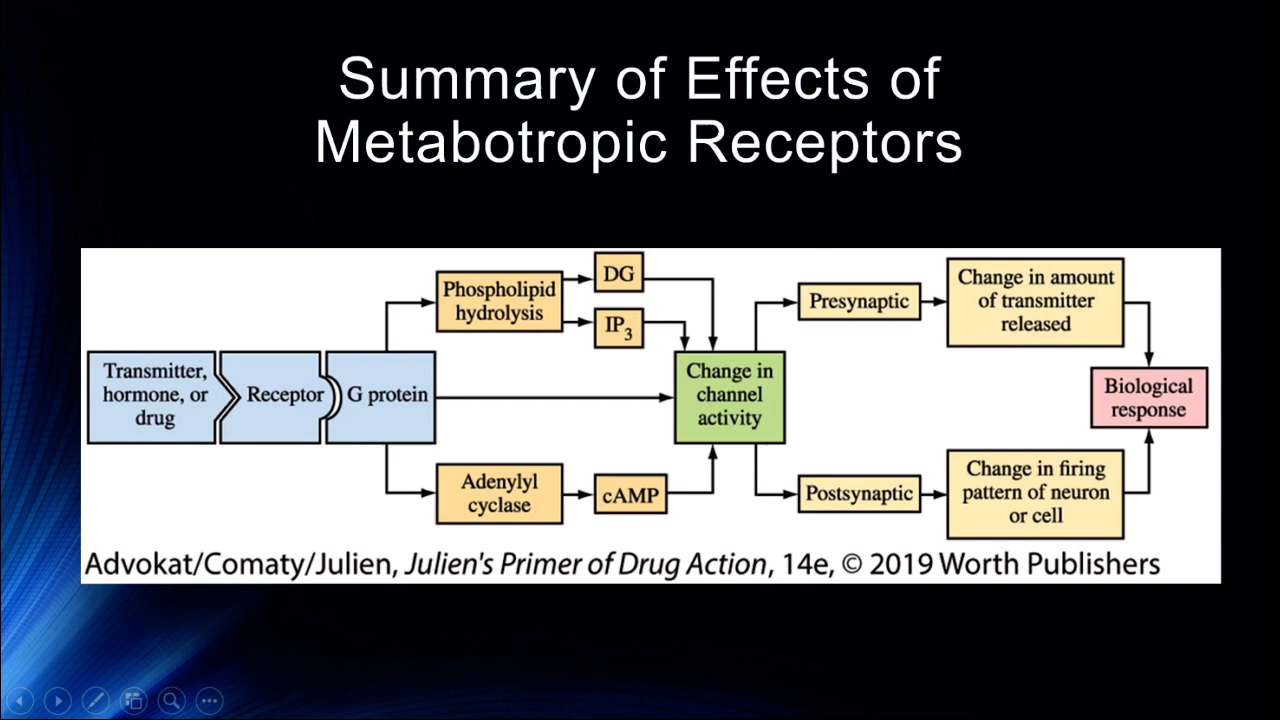 Summary of Effects of
Metabotropic Receptors
Transmitter,
hormone, or
drug
Receptor
G protein
Phospholipid
hydrolysis
DG
IP₃
Adenylyl
cyclase
cAMP
Change in
channel
activity
Presynaptic
Change in amount
of transmitter
released
Postsynaptic
Change in firing
pattern of neuron
or cell
Biological
response
Advokat/Comaty/Julien, Julien's Primer of Drug Action, 14e, © 2019 Worth Publishers